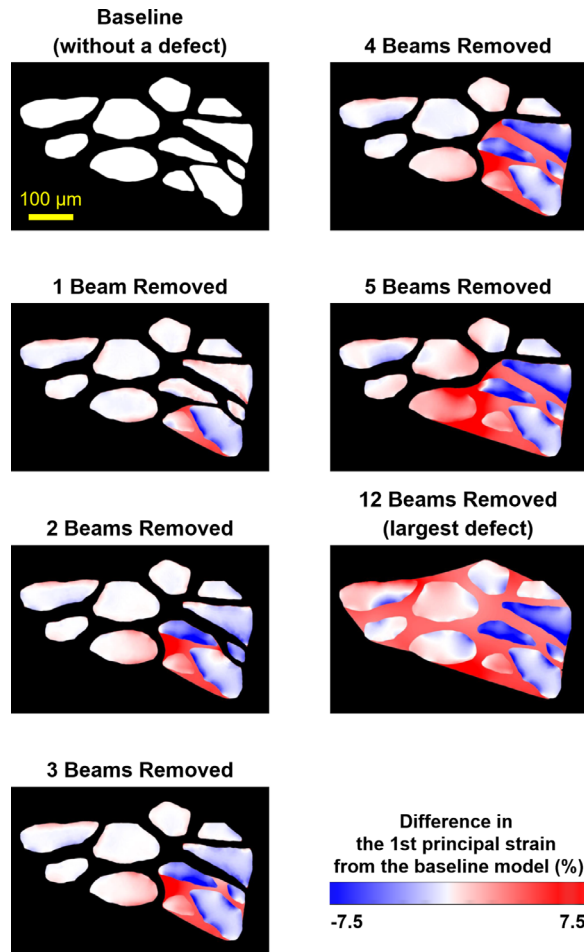 Baseline
(without a defect)
100 µm
1 Beam Removed
2 Beams Removed
3 Beams Removed
4 Beams Removed
5 Beams Removed
12 Beams Removed
(largest defect)
Difference in
the 1st principal strain
from the baseline model (%)
-7.5 7.5